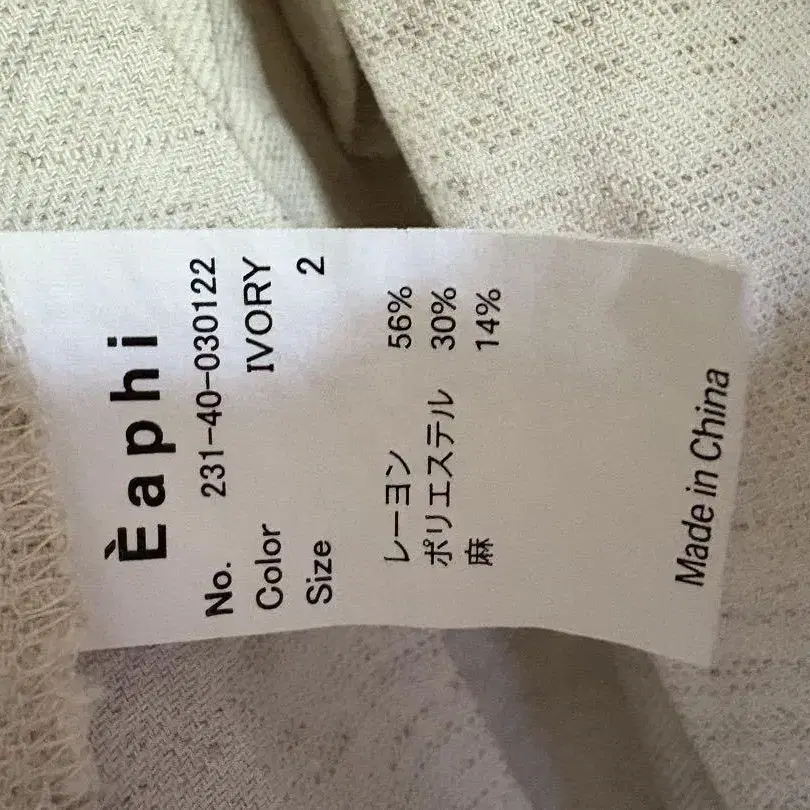 Èaphi
No. 231-40-030122
Color IVORY
Size 2
レーヨン 56%
ポリエステル 30%
麻 14%
Made in China